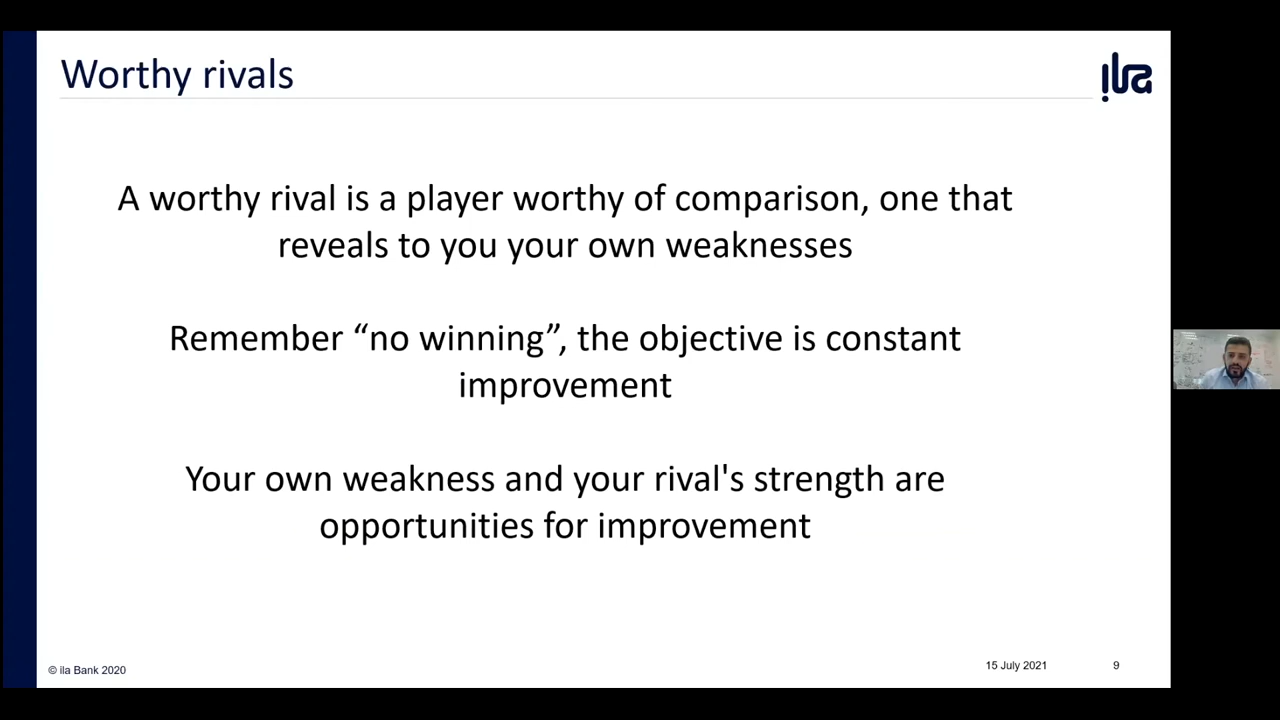 Worthy rivals
ila
A worthy rival is a player worthy of comparison, one that
reveals to you your own weaknesses
Remember “no winning”, the objective is constant
improvement
Your own weakness and your rival's strength are
opportunities for improvement
© ila Bank 2020
15 July 2021
9